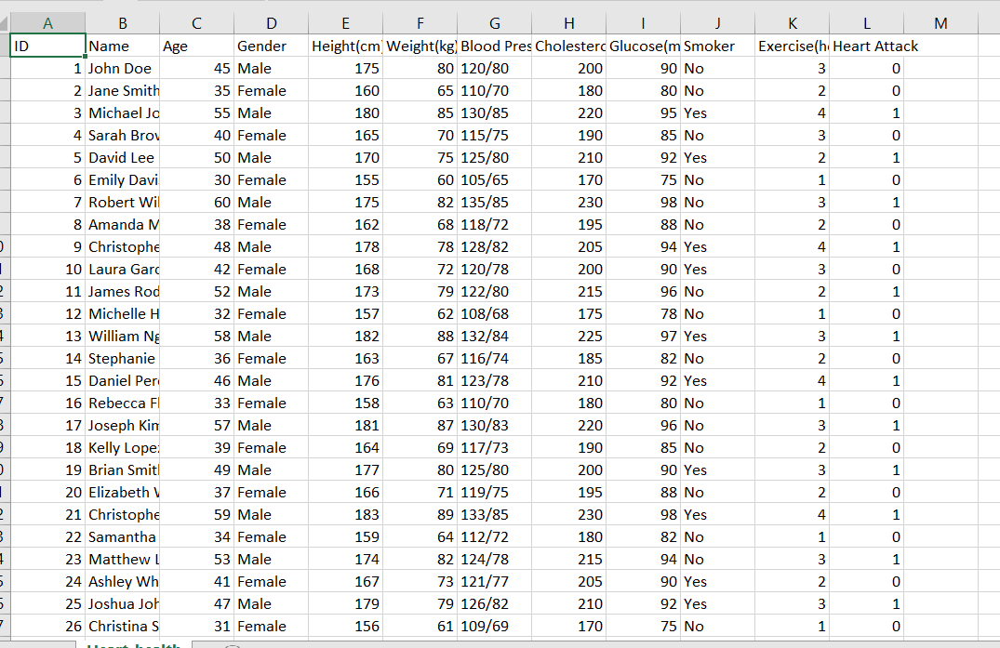 A B C D E F G H I J K L M
ID Name Age Gender Height(cm) Weight(kg) Blood Pres Cholesterc Glucose(m Smoker Exercise(h Heart Attack
1 John Doe 45 Male 175 80 120/80 200 90 No 3 0
2 Jane Smith 35 Female 160 65 110/70 180 80 No 2 0
3 Michael Jo 55 Male 180 85 130/85 220 95 Yes 4 1
4 Sarah Brov 40 Female 165 70 115/75 190 85 No 3 0
5 David Lee 50 Male 170 75 125/80 210 92 Yes 2 1
6 Emily Davi 30 Female 155 60 105/65 170 75 No 1 0
7 Robert Wil 60 Male 175 82 135/85 230 98 No 3 1
8 Amanda M 38 Female 162 68 118/72 195 88 No 2 0
9 Christophe 48 Male 178 78 128/82 205 94 Yes 4 1
10 Laura Garc 42 Female 168 72 120/78 200 90 Yes 3 0
11 James Rod 52 Male 173 79 122/80 215 96 No 2 1
12 Michelle H 32 Female 157 62 108/68 175 78 No 1 0
13 William Ng 58 Male 182 88 132/84 225 97 Yes 3 1
14 Stephanie 36 Female 163 67 116/74 185 82 No 2 0
15 Daniel Per 46 Male 176 81 123/78 210 92 Yes 4 1
16 Rebecca Fl 33 Female 158 63 110/70 180 80 No 1 0
17 Joseph Kim 57 Male 181 87 130/83 220 96 No 3 1
18 Kelly Lope 39 Female 164 69 117/73 190 85 No 2 0
19 Brian Smit 49 Male 177 80 125/80 200 90 Yes 3 1
20 Elizabeth V 37 Female 166 71 119/75 195 88 No 2 0
21 Christophe 59 Male 183 89 133/85 230 98 Yes 4 1
22 Samantha 34 Female 159 64 112/72 180 82 No 1 0
23 Matthew L 53 Male 174 82 124/78 215 94 No 3 1
24 Ashley Wh 41 Female 167 73 121/77 205 90 Yes 2 0
25 Joshua Joh 47 Male 179 79 126/82 210 92 Yes 3 1
26 Christina S 31 Female 156 61 109/69 170 75 No 1 0